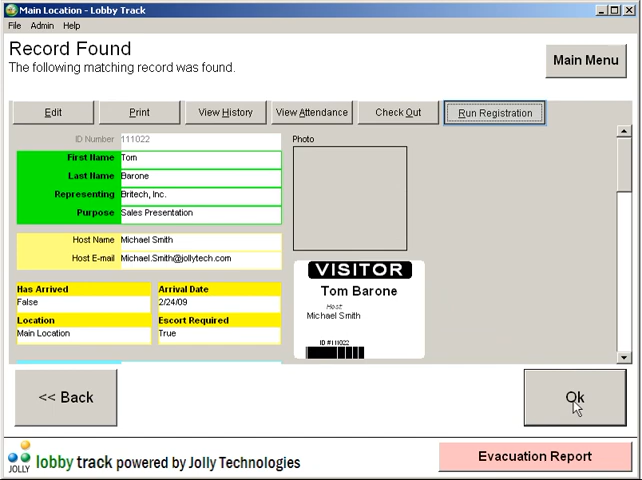 Main Location - Lobby Track
File Admin Help
Record Found
The following matching record was found.
Main Menu
Edit Print View History View Attendance Check Out Run Registration
ID Number 111022
First Name Tom
Last Name Barone
Representing Britech, Inc.
Purpose Sales Presentation
Host Name Michael Smith
Host E-mail Michael.Smith@jollytech.com
Has Arrived Arrival Date
False 2/24/09
Location Escort Required
Main Location True
Photo
VISITOR
Tom Barone
Host
Michael Smith
ID #111022
<< Back
Ok
JOLLY lobby track powered by Jolly Technologies
Evacuation Report